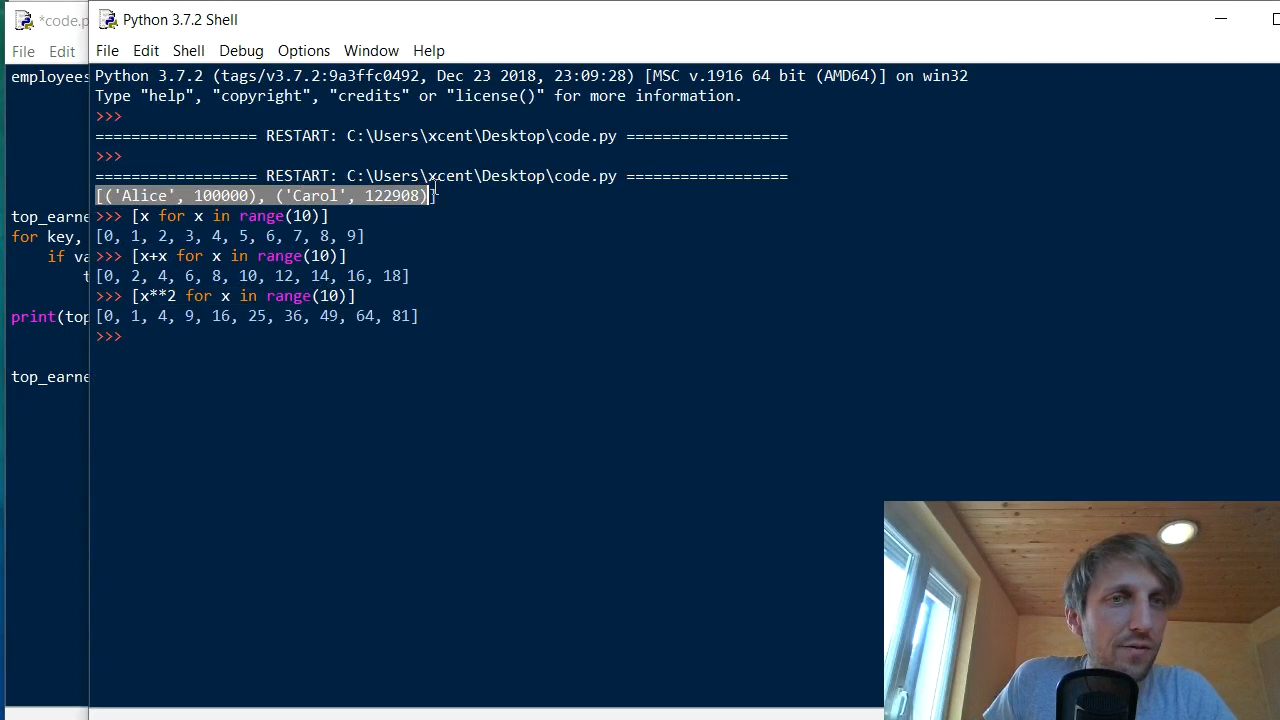 *code.p
File Edit
employees
top_earne
for key,
if va
t
print(top
top_earne
Python 3.7.2 Shell
File Edit Shell Debug Options Window Help
Python 3.7.2 (tags/v3.7.2:9a3ffc0492, Dec 23 2018, 23:09:28) [MSC v.1916 64 bit (AMD64)] on win32
Type "help", "copyright", "credits" or "license()" for more information.
>>>
================== RESTART: C:\Users\xcent\Desktop\code.py ==================
>>>
================== RESTART: C:\Users\xcent\Desktop\code.py ==================
[('Alice', 100000), ('Carol', 122908)]
>>> [x for x in range(10)]
[0, 1, 2, 3, 4, 5, 6, 7, 8, 9]
>>> [x+x for x in range(10)]
[0, 2, 4, 6, 8, 10, 12, 14, 16, 18]
>>> [x**2 for x in range(10)]
[0, 1, 4, 9, 16, 25, 36, 49, 64, 81]
>>>